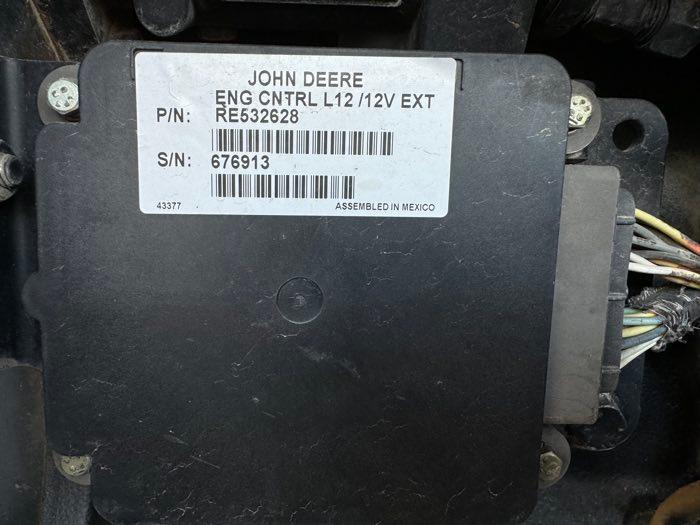 JOHN DEERE
ENG CNTRL L12 /12V EXT
P/N: RE532628
S/N: 676913
43377 ASSEMBLED IN MEXICO